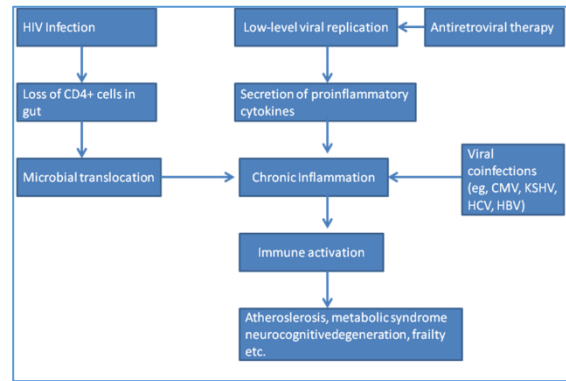 HIV Infection
Low-level viral replication
Antiretroviral therapy
Loss of CD4+ cells in
gut
Secretion of proinflammatory
cytokines
Microbial translocation
Chronic Inflammation
Viral
coinfections
(eg, CMV, KSHV,
HCV, HBV)
Immune activation
Atheroslerosis, metabolic syndrome
neurocognitivedegeneration, frailty
etc.